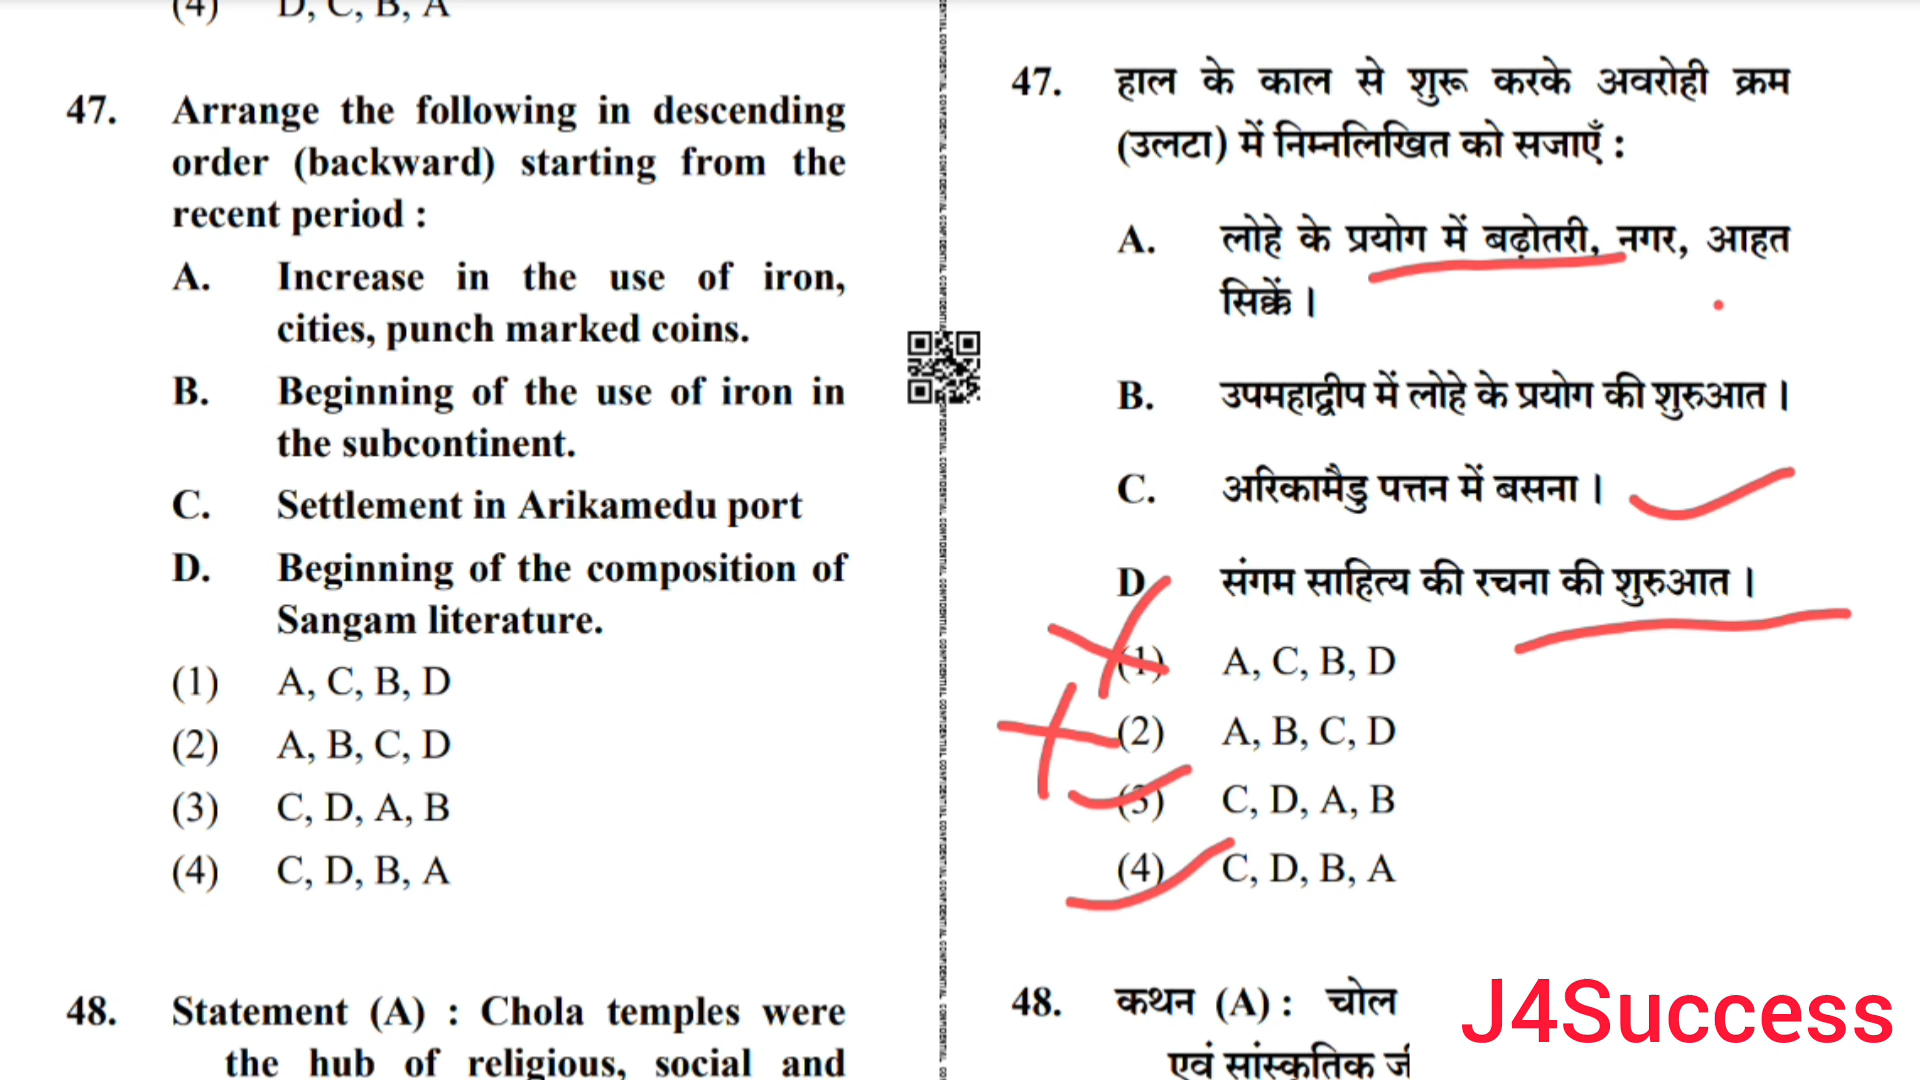 (4) D, C, B, A
47. Arrange the following in descending
order (backward) starting from the
recent period :
A. Increase in the use of iron,
cities, punch marked coins.
B. Beginning of the use of iron in
the subcontinent.
C. Settlement in Arikamedu port
D. Beginning of the composition of
Sangam literature.
(1) A, C, B, D
(2) A, B, C, D
(3) C, D, A, B
(4) C, D, B, A
48. Statement (A) : Chola temples were
the hub of religious, social and
47. हाल के काल से शुरू करके अवरोही क्रम
(उलटा) में निम्नलिखित को सजाएँ :
A. लोहे के प्रयोग में बढ़ोतरी, नगर, आहत
सिक्कें।
B. उपमहाद्वीप में लोहे के प्रयोग की शुरुआत।
C. अरिकामैडु पत्तन में बसना।
D. संगम साहित्य की रचना की शुरुआत।
(1) A, C, B, D
(2) A, B, C, D
(3) C, D, A, B
(4) C, D, B, A
48. कथन (A) : चोल
एवं सांस्कृतिक
J4Success